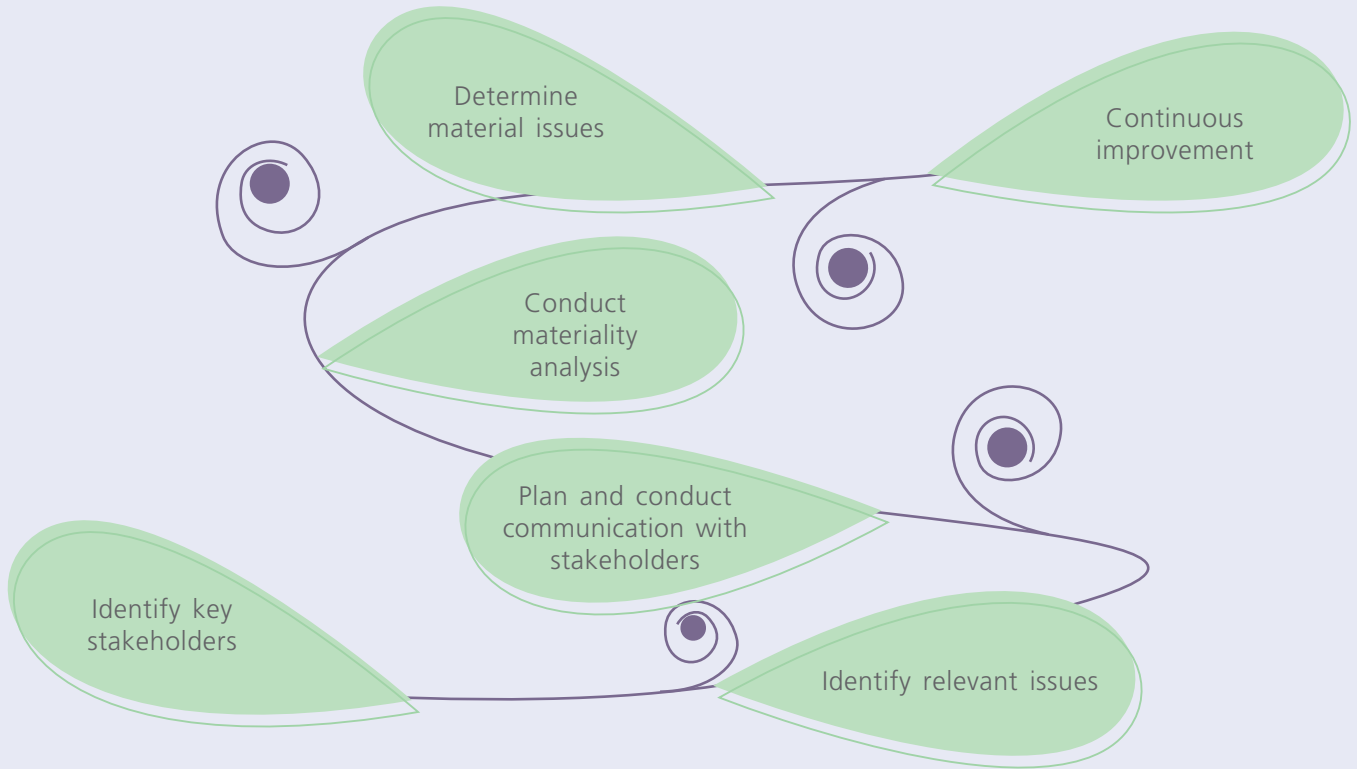 Determine
material issues
Continuous
improvement
Conduct
materiality
analysis
Plan and conduct
communication with
stakeholders
Identify key
stakeholders
Identify relevant issues